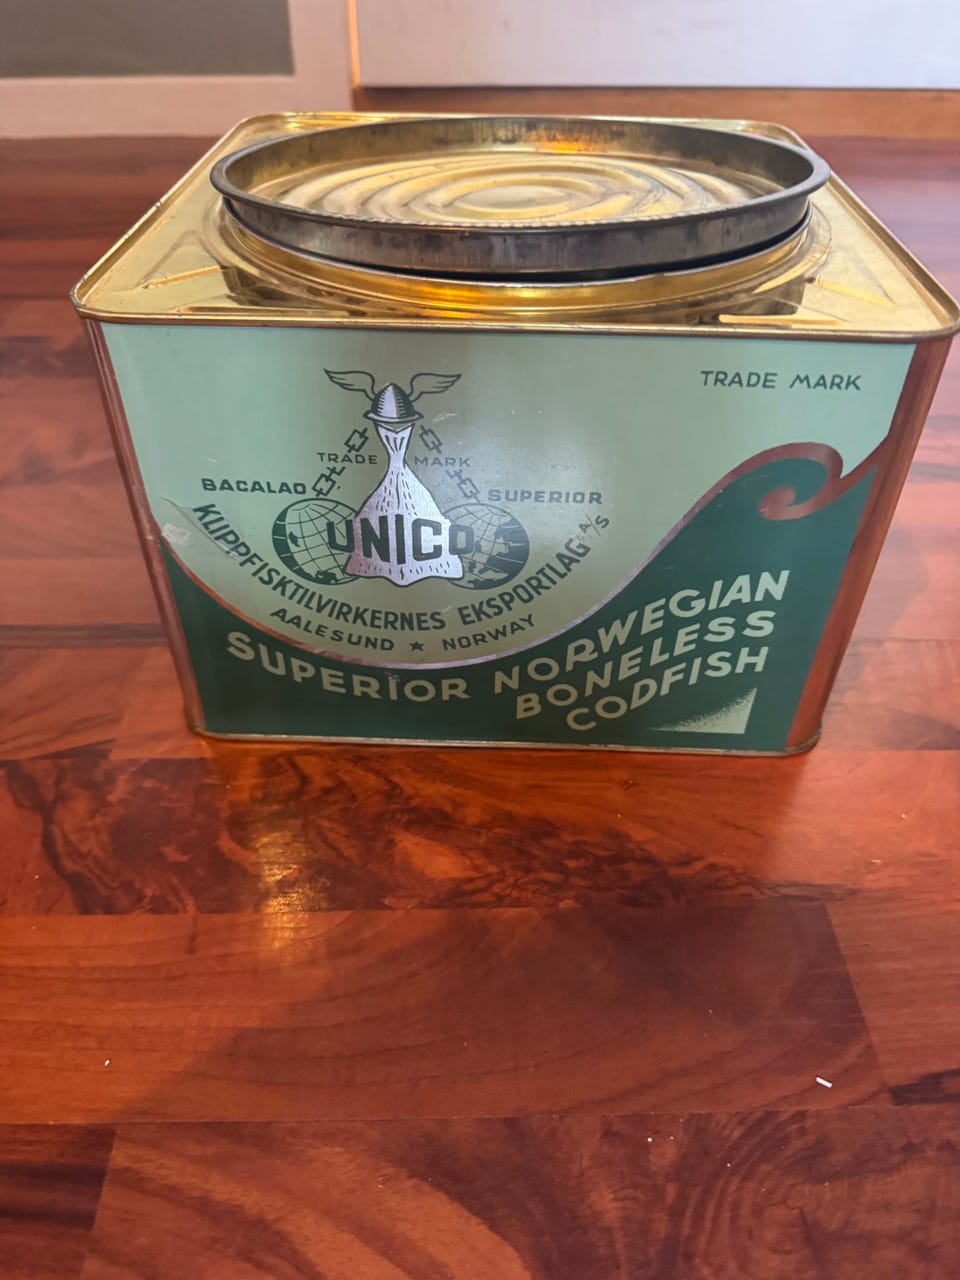 TRADE MARK
TRADE MARK
BACALAO SUPERIOR
UNICO
KLIPPFISKTILVIRKERNES EKSPORTLAG A/S
AALESUND ★ NORWAY
SUPERIOR NORWEGIAN
BONELESS
CODFISH